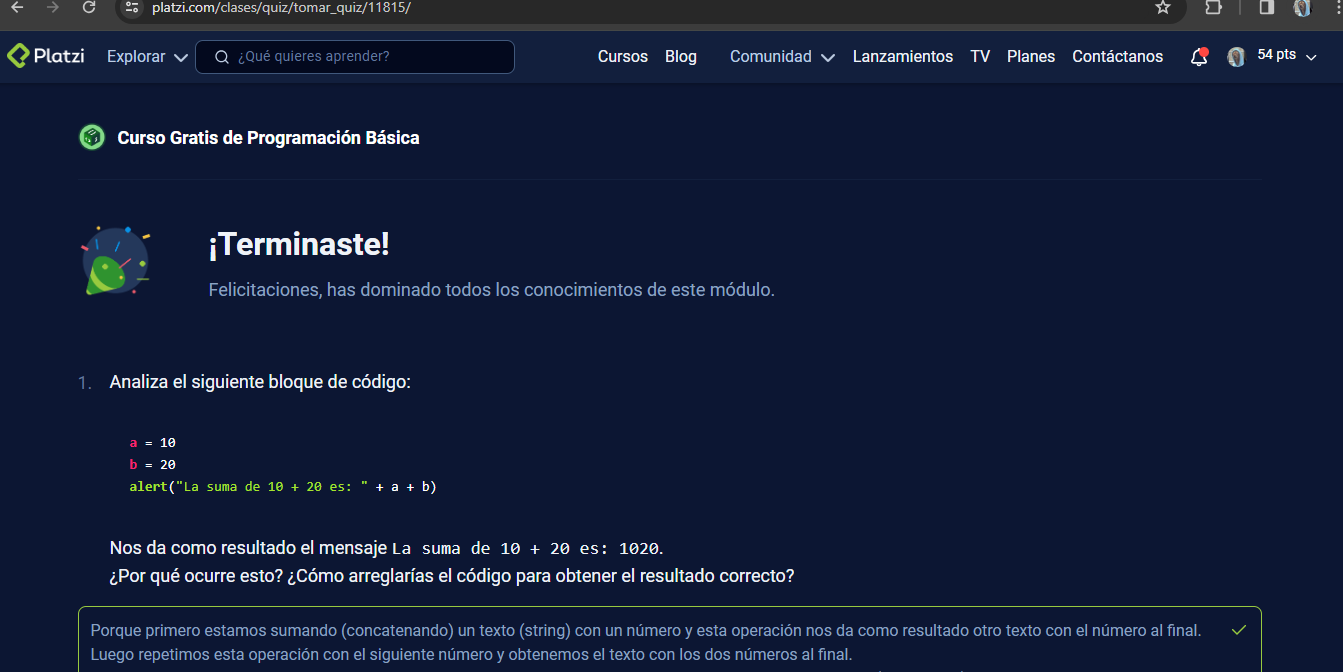 platzi.com/clases/quiz/tomar_quiz/11815/
Platzi Explorar ¿Qué quieres aprender? Cursos Blog Comunidad Lanzamientos TV Planes Contáctanos 54 pts
Curso Gratis de Programación Básica
¡Terminaste!
Felicitaciones, has dominado todos los conocimientos de este módulo.
1. Analiza el siguiente bloque de código:
a = 10
b = 20
alert("La suma de 10 + 20 es: " + a + b)
Nos da como resultado el mensaje La suma de 10 + 20 es: 1020.
¿Por qué ocurre esto? ¿Cómo arreglarías el código para obtener el resultado correcto?
Porque primero estamos sumando (concatenando) un texto (string) con un número y esta operación nos da como resultado otro texto con el número al final.
Luego repetimos esta operación con el siguiente número y obtenemos el texto con los dos números al final.